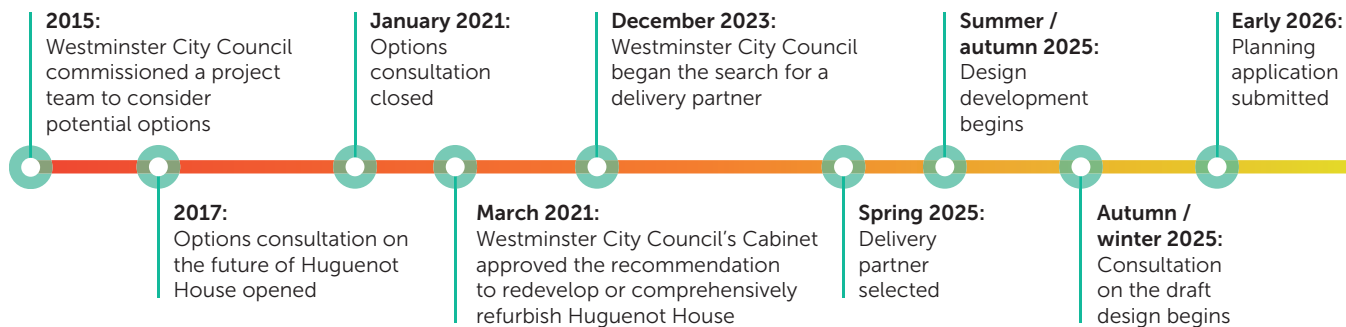 2015:
Westminster City Council
commissioned a project
team to consider
potential options
2017:
Options consultation on
the future of Huguenot
House opened
January 2021:
Options
consultation
closed
March 2021:
Westminster City Council’s Cabinet
approved the recommendation
to redevelop or comprehensively
refurbish Huguenot House
December 2023:
Westminster City Council
began the search for a
delivery partner
Spring 2025:
Delivery
partner
selected
Summer /
autumn 2025:
Design
development
begins
Autumn /
winter 2025:
Consultation
on the draft
design begins
Early 2026:
Planning
application
submitted